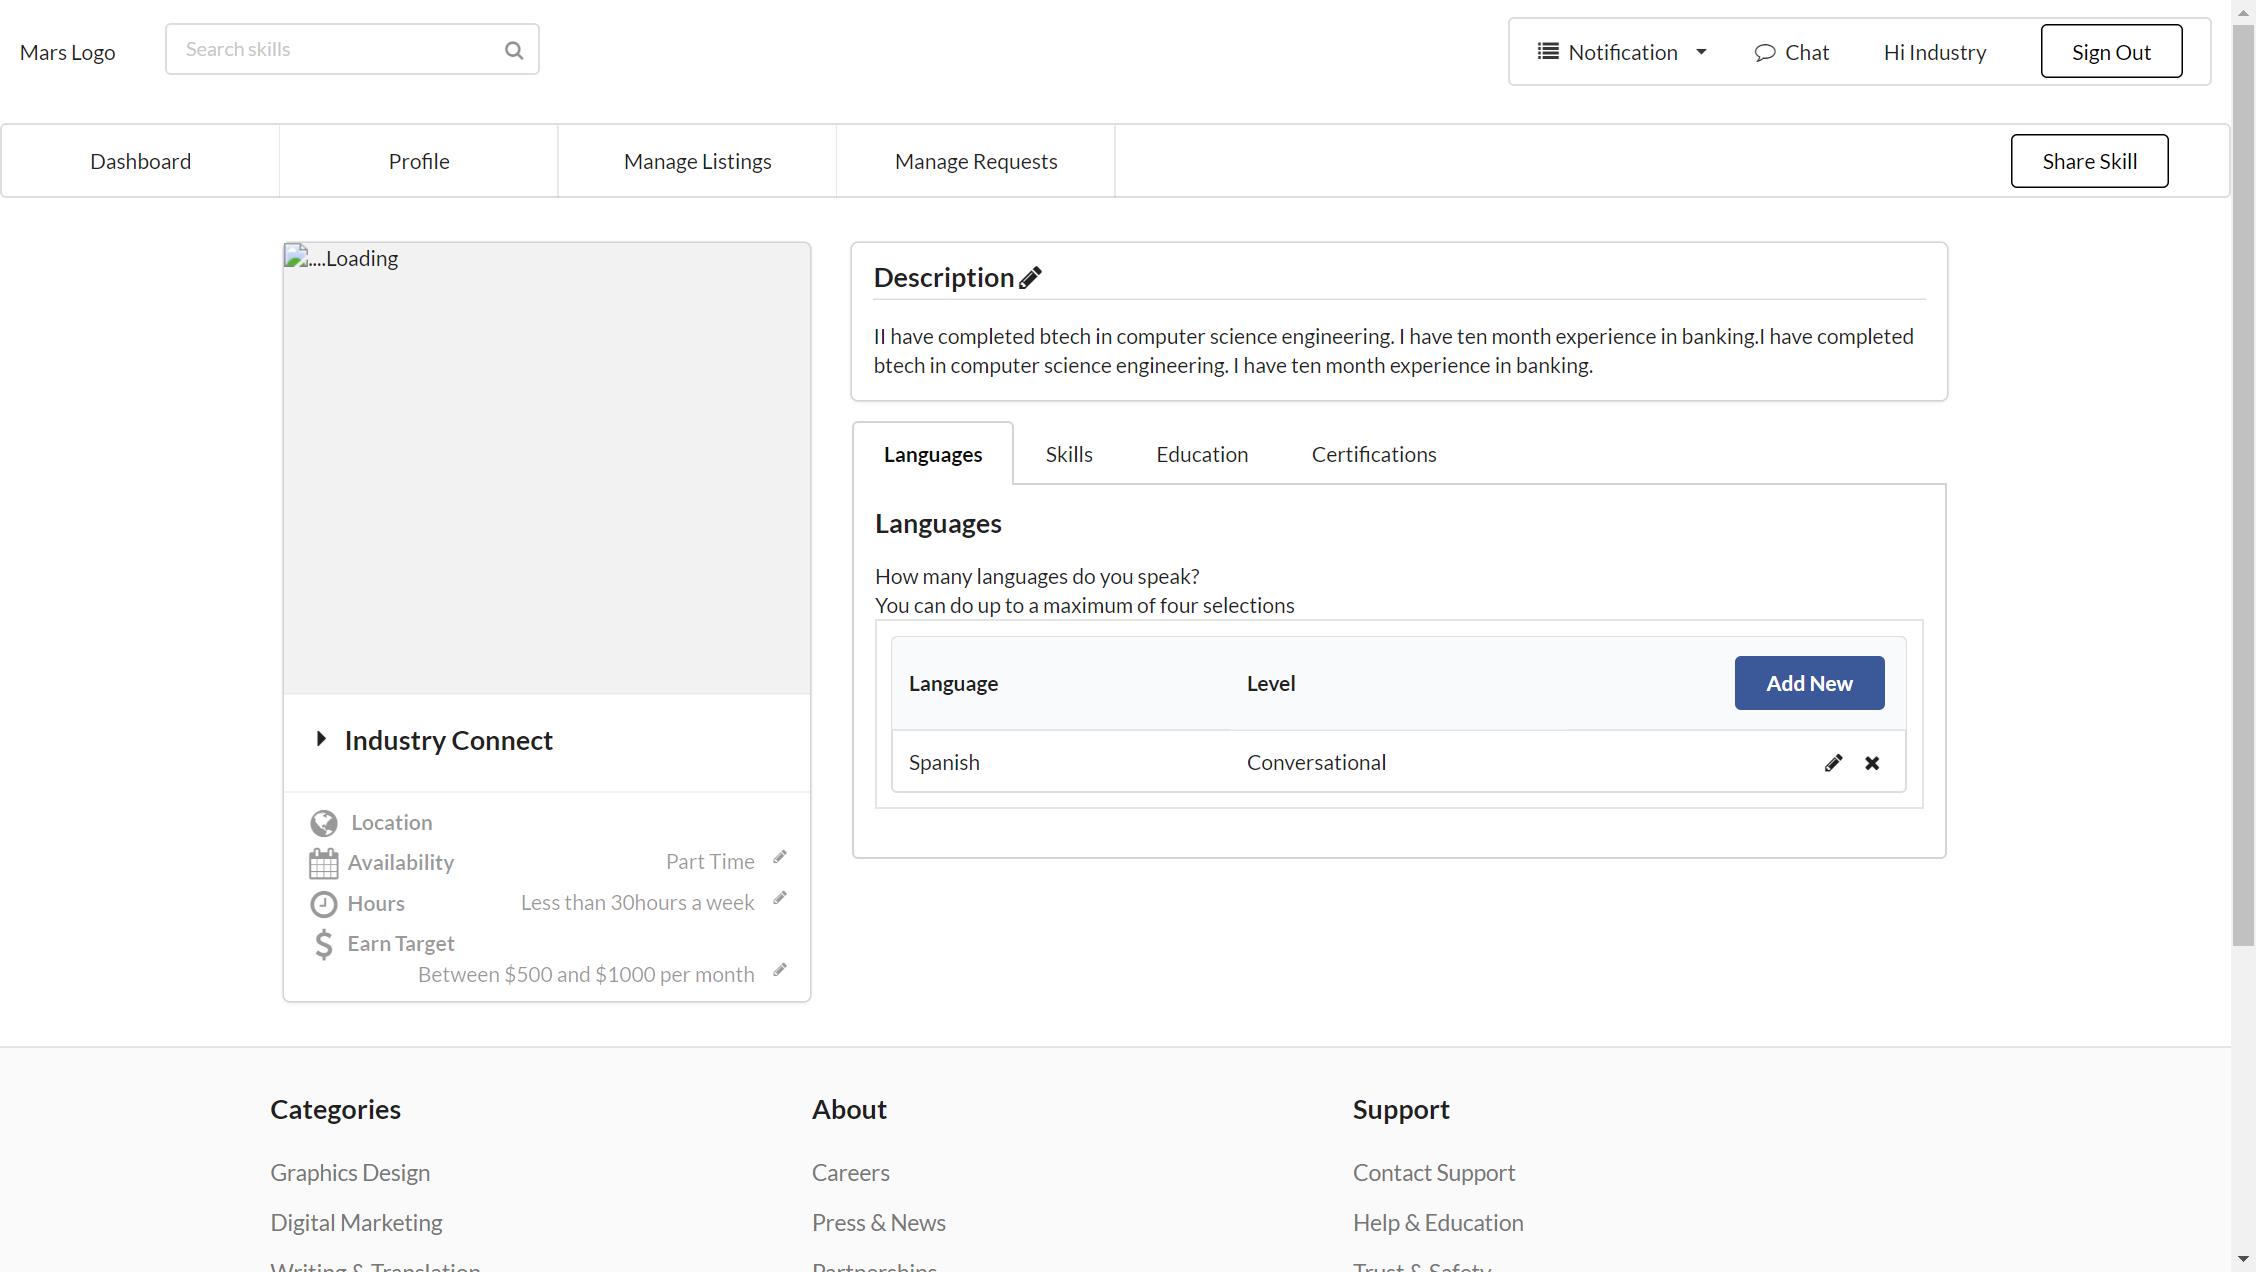 Mars Logo
Search skills
Notification
Chat
Hi Industry
Sign Out
Dashboard
Profile
Manage Listings
Manage Requests
Share Skill
....Loading
Industry Connect
Location
Availability
Part Time
Hours
Less than 30hours a week
Earn Target
Between $500 and $1000 per month
Description
II have completed btech in computer science engineering. I have ten month experience in banking.I have completed
btech in computer science engineering. I have ten month experience in banking.
Languages
Skills
Education
Certifications
Languages
How many languages do you speak?
You can do up to a maximum of four selections
Language
Level
Add New
Spanish
Conversational
Categories
Graphics Design
Digital Marketing
Writing & Translation
About
Careers
Press & News
Partnerships
Support
Contact Support
Help & Education
Trust & Safety